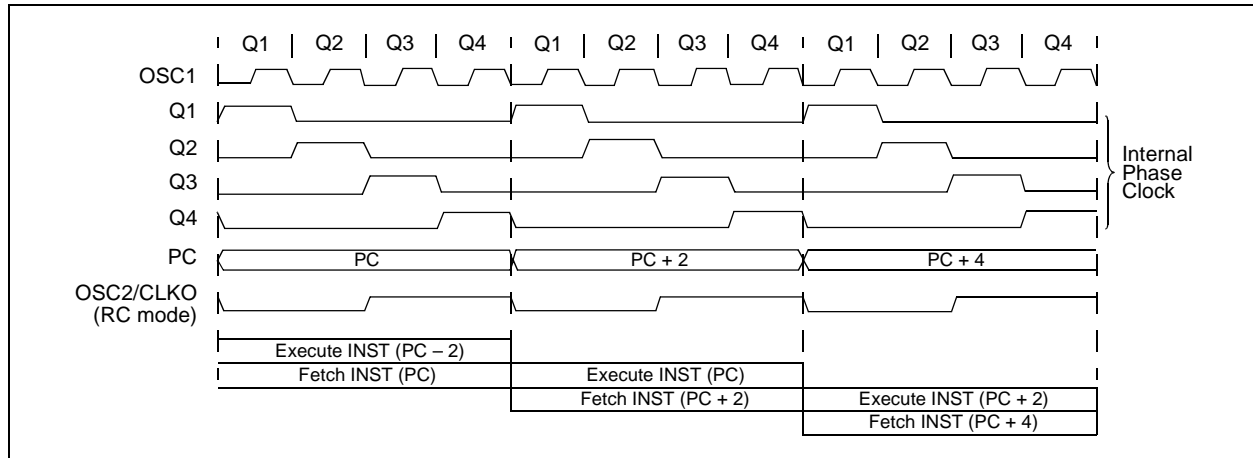 Q1 Q2 Q3 Q4 Q1 Q2 Q3 Q4 Q1 Q2 Q3 Q4
OSC1
Q1
Q2
Q3
Q4
Internal
Phase
Clock
PC PC PC + 2 PC + 4
OSC2/CLKO
(RC mode)
Execute INST (PC – 2)
Fetch INST (PC) Execute INST (PC)
Fetch INST (PC + 2) Execute INST (PC + 2)
Fetch INST (PC + 4)